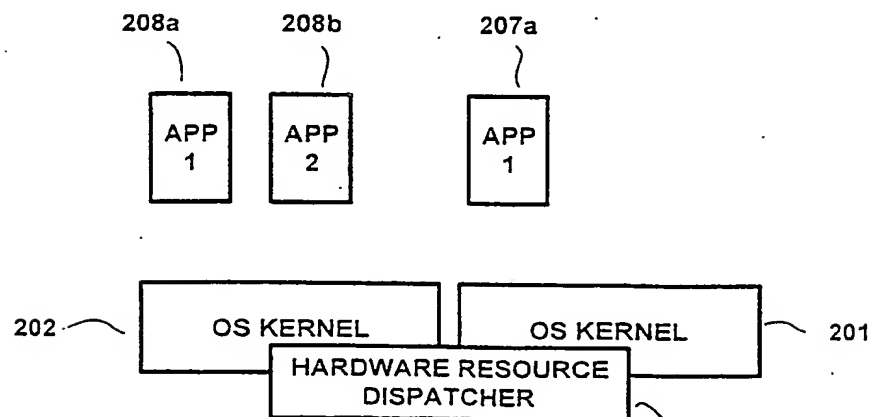 208a 208b 207a
APP 1
APP 2
APP 1
202
OS KERNEL
OS KERNEL
201
HARDWARE RESOURCE
DISPATCHER